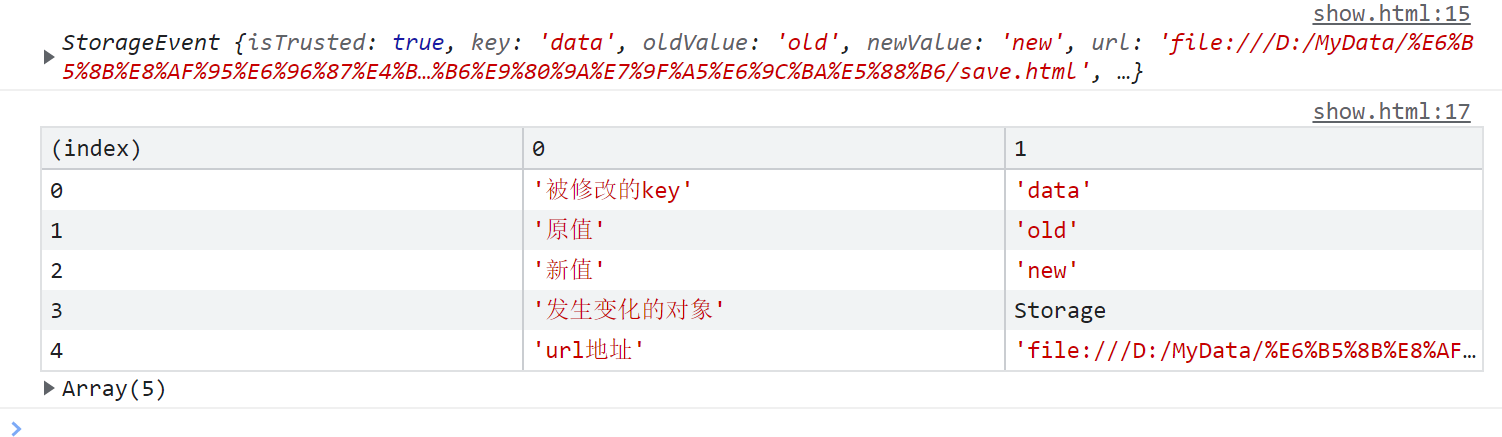 show.html:15
StorageEvent {isTrusted: true, key: 'data', oldValue: 'old', newValue: 'new', url: 'file:///D:/MyData/%E6%B
5%8B%E8%AF%95%E6%96%87%E4%B…%B6%E9%80%9A%E7%9F%A5%E6%9C%BA%E5%88%B6/save.html', …}
show.html:17
(index) 0 1
0 '被修改的key' 'data'
1 '原值' 'old'
2 '新值' 'new'
3 '发生变化的对象' Storage
4 'url地址' 'file:///D:/MyData/%E6%B5%8B%E8%AF…
Array(5)